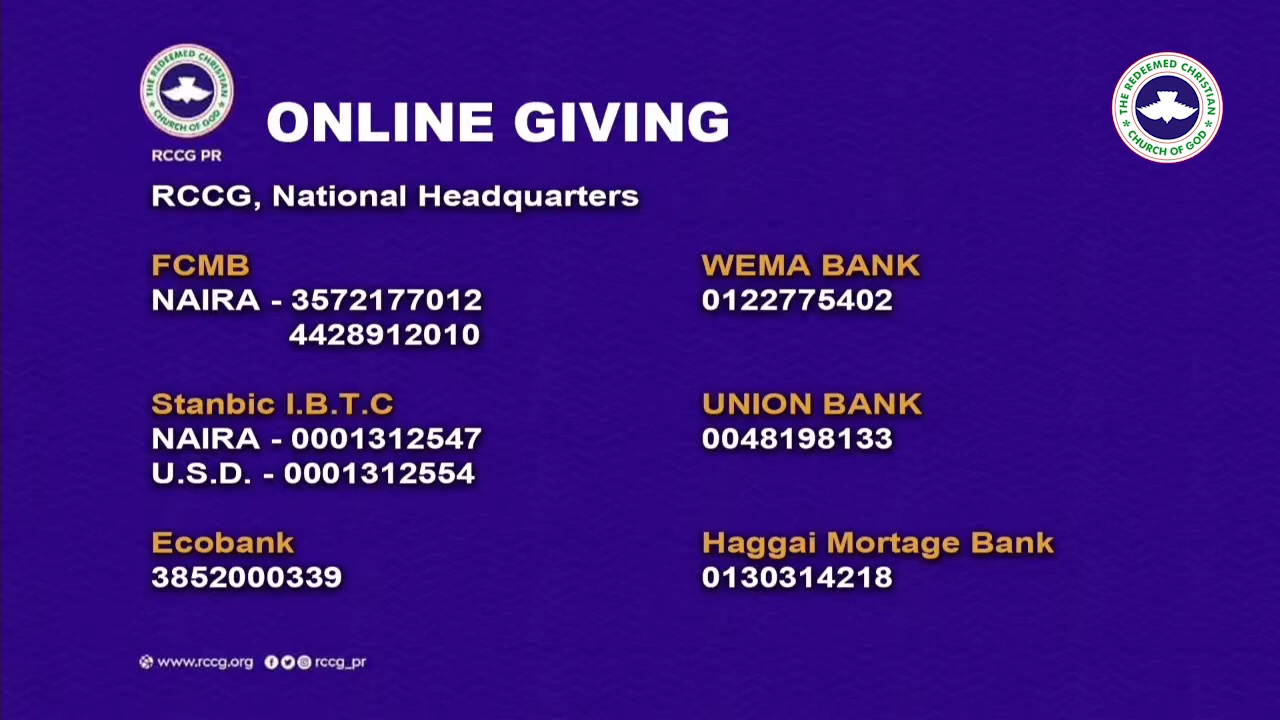 THE REDEEMED CHRISTIAN
CHURCH OF GOD
RCCG PR
ONLINE GIVING
THE REDEEMED CHRISTIAN
CHURCH OF GOD
RCCG, National Headquarters
FCMB
NAIRA - 3572177012
4428912010
WEMA BANK
0122775402
Stanbic I.B.T.C
NAIRA - 0001312547
U.S.D. - 0001312554
UNION BANK
0048198133
Ecobank
3852000339
Haggai Mortage Bank
0130314218
www.rccg.org rccg_pr